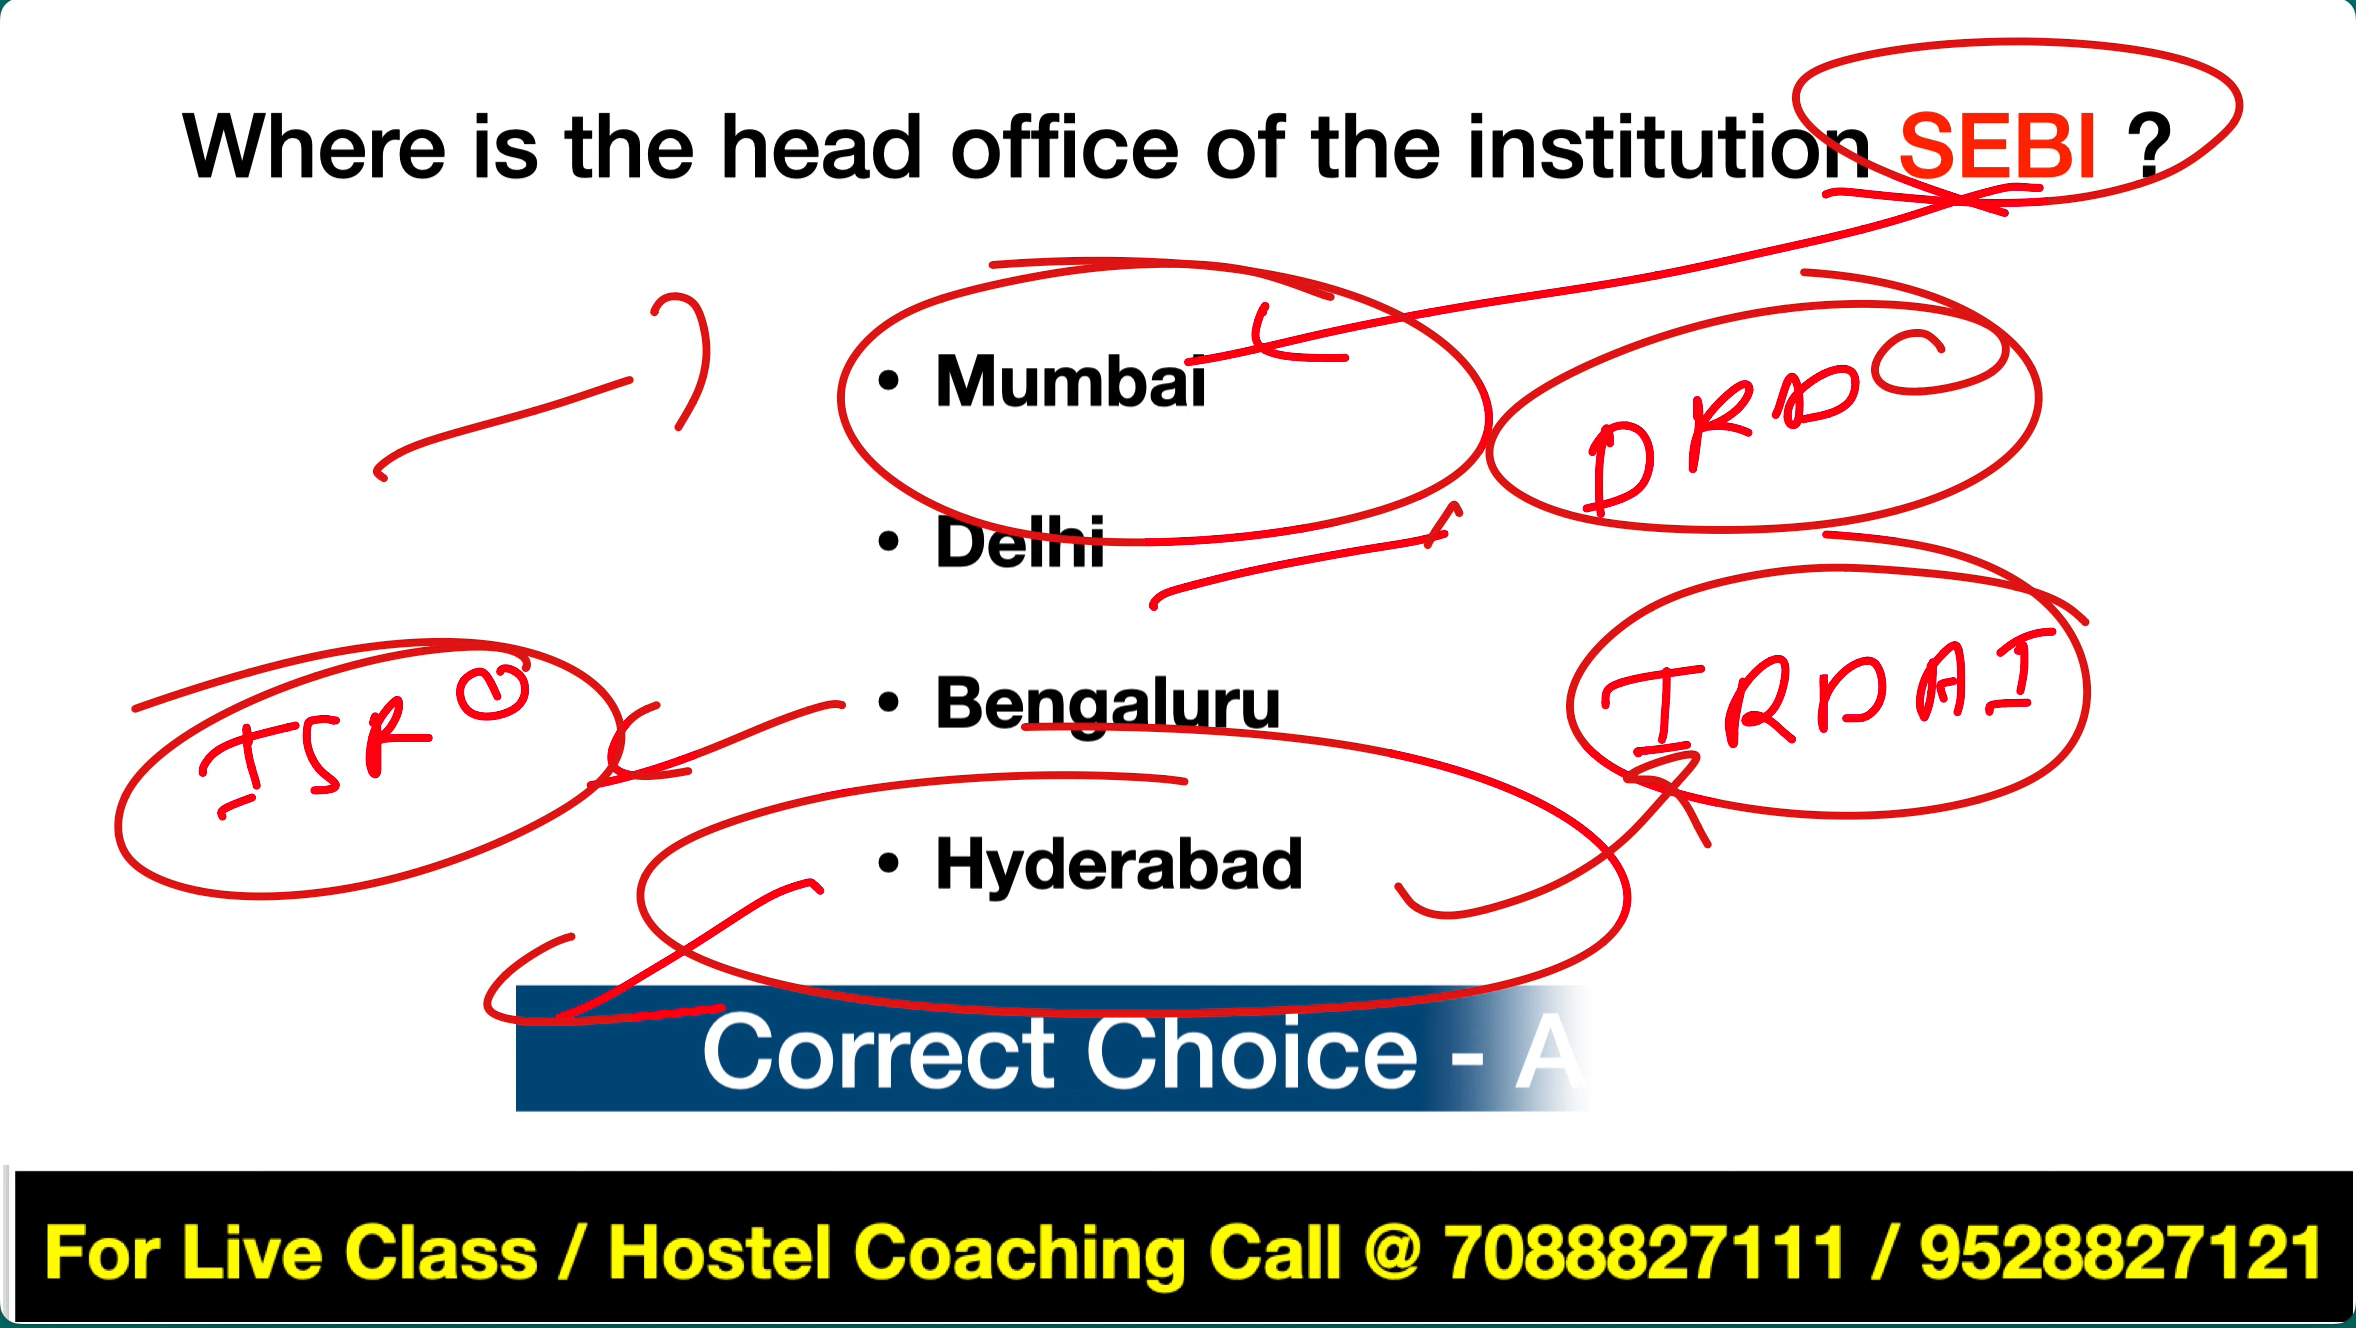 Where is the head office of the institution SEBI ?
• Mumbai
DRDO
• Delhi
• Bengaluru
ISRO
IRDAI
• Hyderabad
Correct Choice - A
For Live Class / Hostel Coaching Call @ 7088827111 / 9528827121